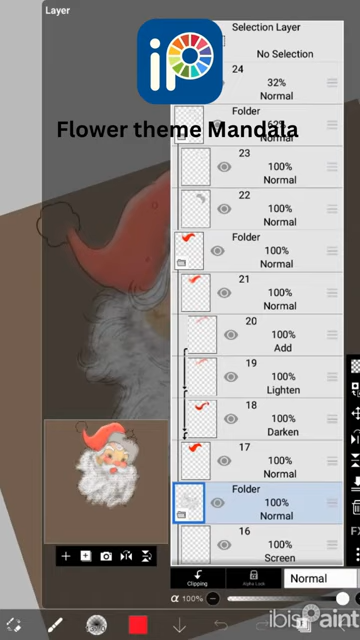 Layer
Selection Layer
No Selection
24
32%
Normal
iP
Folder
Normal
Flower theme Mandala
23
100%
Normal
22
100%
Normal
Folder
100%
Normal
21
100%
Normal
20
100%
Add
19
100%
Lighten
18
100%
Darken
17
100%
Normal
Folder
100%
Normal
16
100%
Screen
Clipping
Alpha Lock
Normal
α 100%
ibisPaint